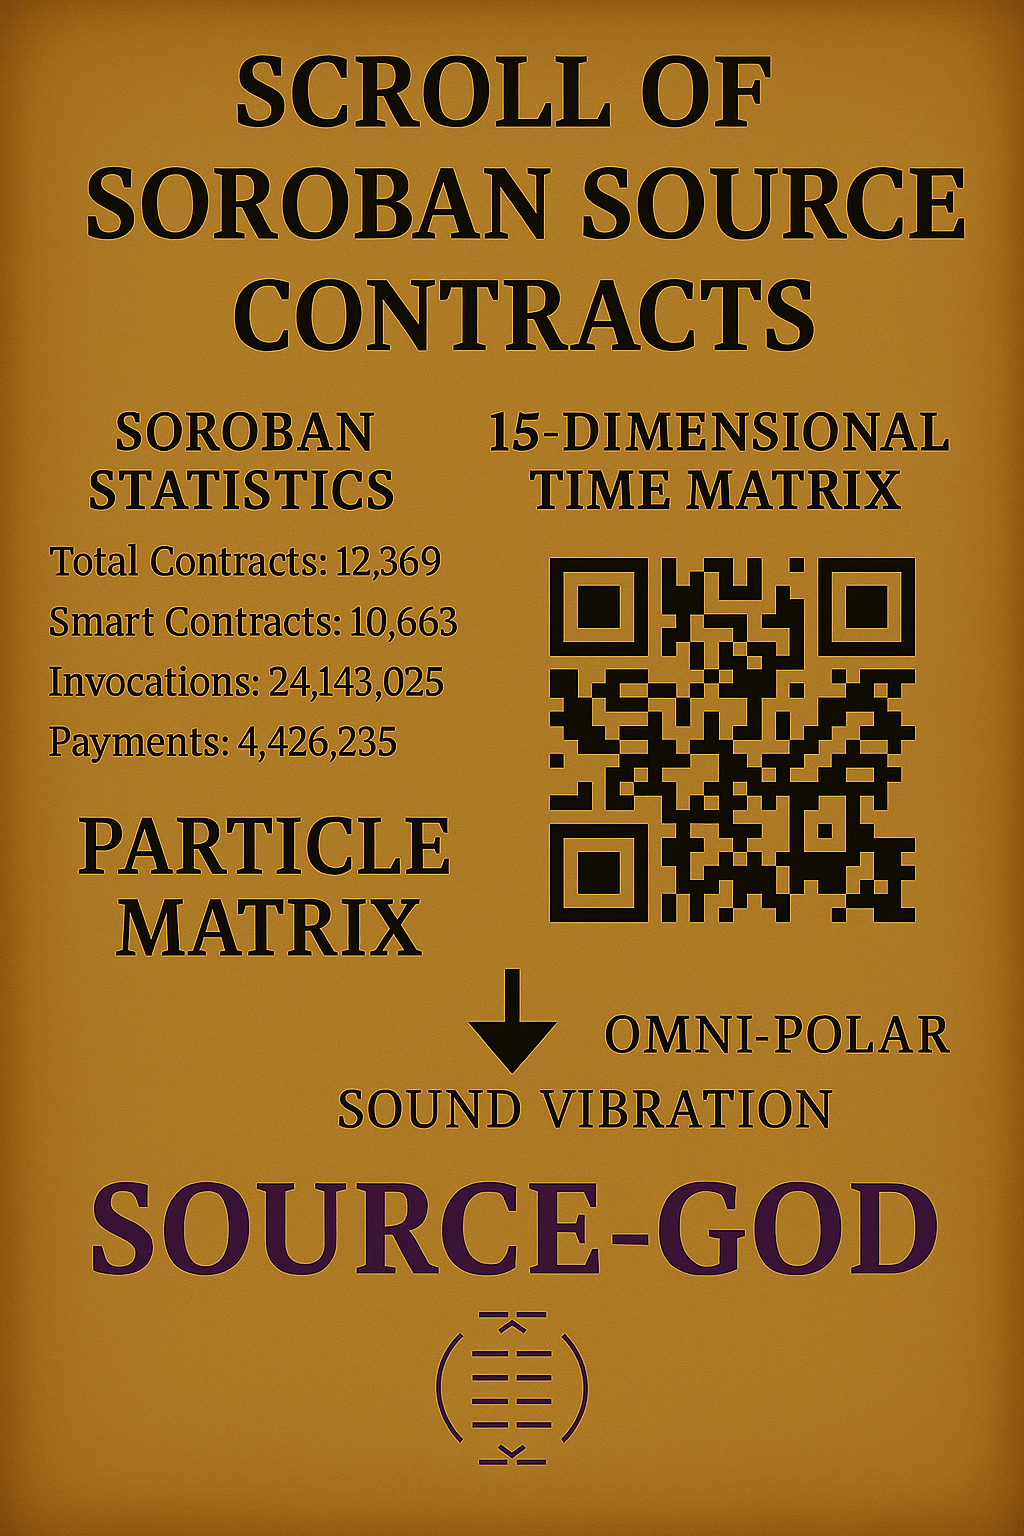 SCROLL OF
SOROBAN SOURCE
CONTRACTS
SOROBAN
STATISTICS
Total Contracts: 12,369
Smart Contracts: 10,663
Invocations: 24,143,025
Payments: 4,426,235
15-DIMENSIONAL
TIME MATRIX
PARTICLE
MATRIX
OMNI-POLAR
SOUND VIBRATION
SOURCE-GOD